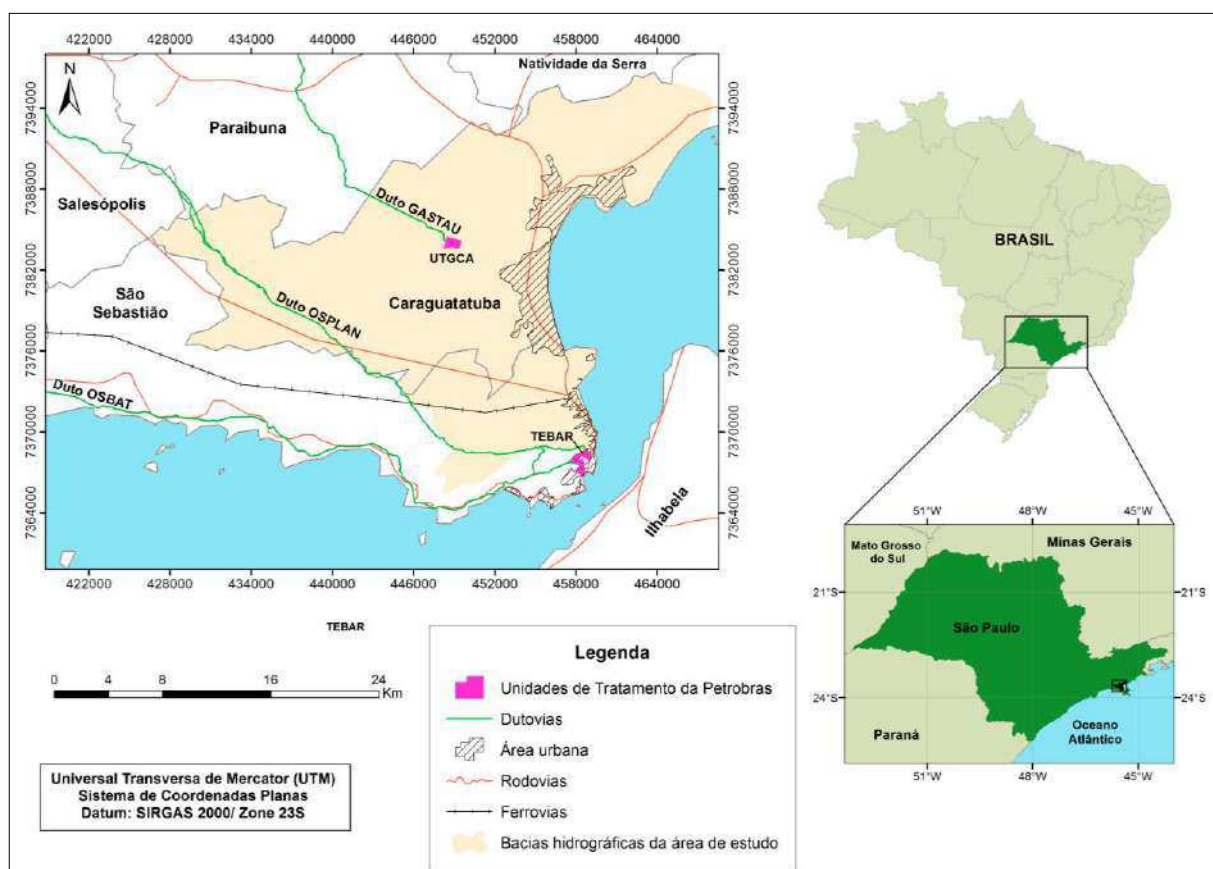 422000 428000 434000 440000 446000 452000 458000 464000
N
Natividade da Serra
7394000
7394000
Paraibuna
7388000
7388000
Salesópolis
Duto GASTAU
UTGCA
7382000
7382000
São
Sebastião
Duto OSPLAN
Caraguatatuba
7376000
7376000
Duto OSBAT
TEBAR
7370000
7370000
Ilhabela
7364000
7364000
422000 428000 434000 440000 446000 452000 458000 464000
BRASIL
51°W 48°W 45°W
Mato Grosso
do Sul
Minas Gerais
21°S
21°S
São Paulo
24°S
24°S
Paraná
Oceano
Atlântico
51°W 48°W 45°W
TEBAR
0 4 8 16 24
Km
Universal Transversa de Mercator (UTM)
Sistema de Coordenadas Planas
Datum: SIRGAS 2000/ Zone 23S
Legenda
Unidades de Tratamento da Petrobras
Dutovias
Área urbana
Rodovias
Ferrovias
Bacias hidrográficas da área de estudo